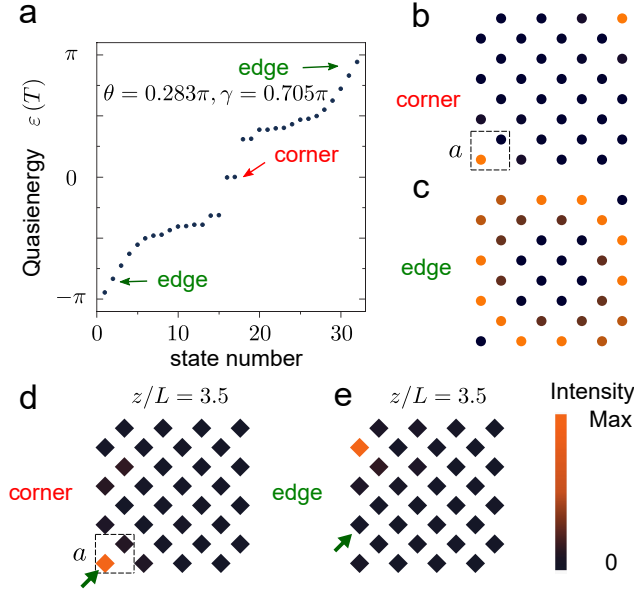 a
π
0
−π
Quasienergy ε(T)
edge
θ = 0.283π, γ = 0.705π
corner
edge
0 10 20 30
state number
b
corner
a
c
edge
d
z/L = 3.5
corner
a
e
z/L = 3.5
edge
Intensity
Max
0